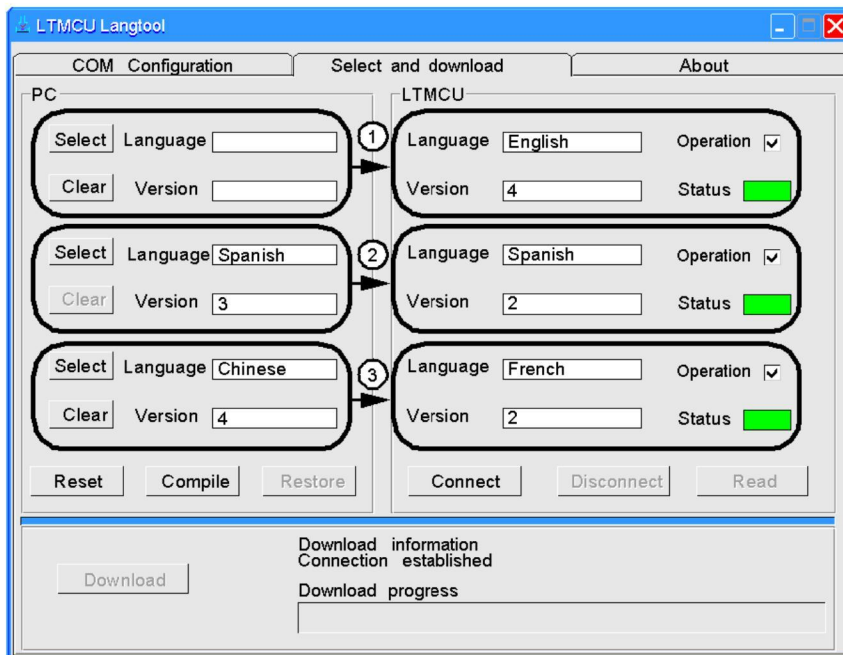 LTMCU Langtool
COM Configuration
Select and download
About
PC
Select Language
Clear Version
Select Language Spanish
Clear Version 3
Select Language Chinese
Clear Version 4
Reset Compile Restore
1
2
3
LTMCU
Language English Operation
Version 4 Status
Language Spanish Operation
Version 2 Status
Language French Operation
Version 2 Status
Connect Disconnect Read
Download
Download information
Connection established
Download progress